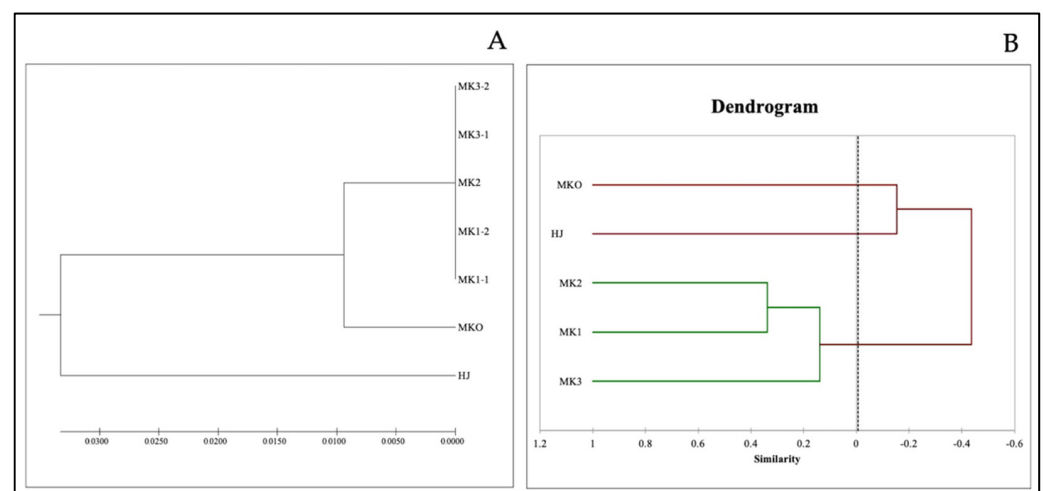 A
MK3-2
MK3-1
MK2
MK1-2
MK1-1
MKO
HJ
0.0300 0.0250 0.0200 0.0150 0.0100 0.0050 0.0000
B
Dendrogram
MKO
HJ
MK2
MK1
MK3
1.2 1 0.8 0.6 0.4 0.2 0 -0.2 -0.4 -0.6
Similarity